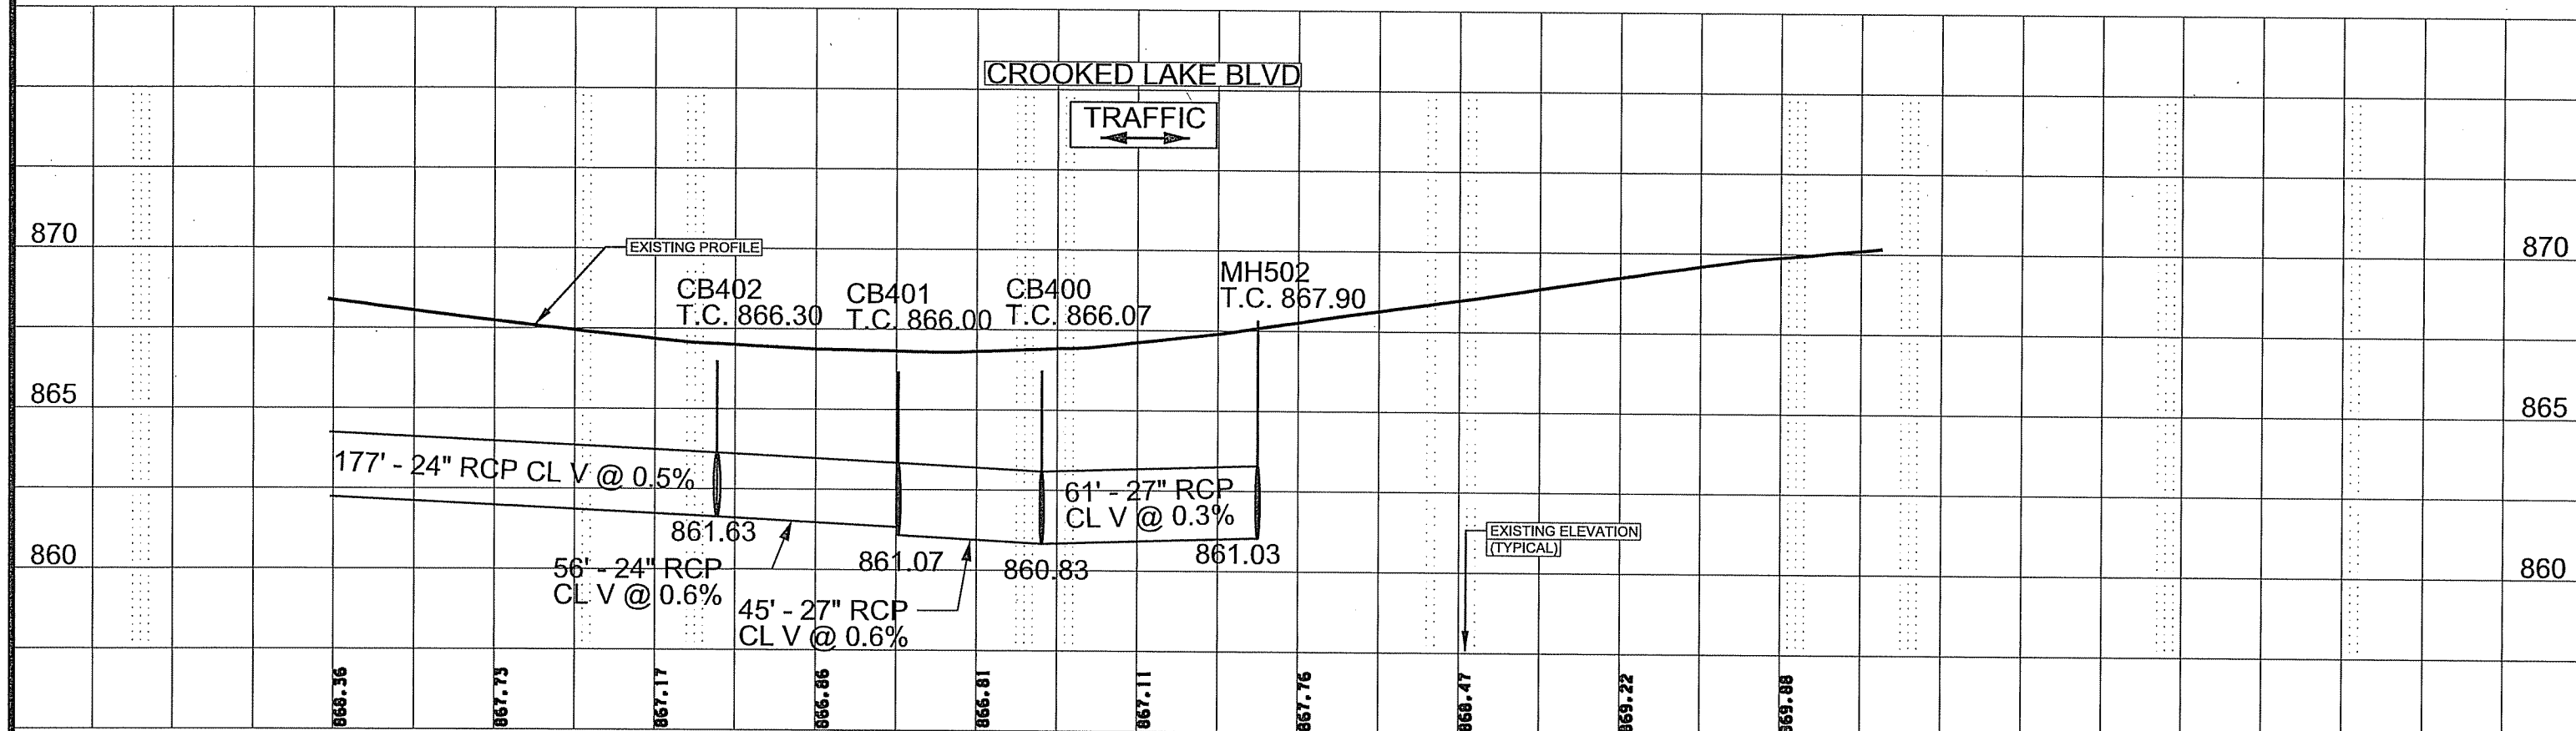 CROOKED LAKE BLVD
TRAFFIC
870
870
EXISTING PROFILE
CB402
T.C. 866.30
CB401
T.C. 866.00
CB400
T.C. 866.07
MH502
T.C. 867.90
865
865
177' - 24" RCP CL V @ 0.5%
61' - 27" RCP
CL V @ 0.3%
861.63
861.07
860.83
861.03
EXISTING ELEVATION
(TYPICAL)
860
860
56' - 24" RCP
CL V @ 0.6%
45' - 27" RCP
CL V @ 0.6%
868.36
867.73
867.17
866.86
866.81
867.11
867.76
868.47
869.22
869.88